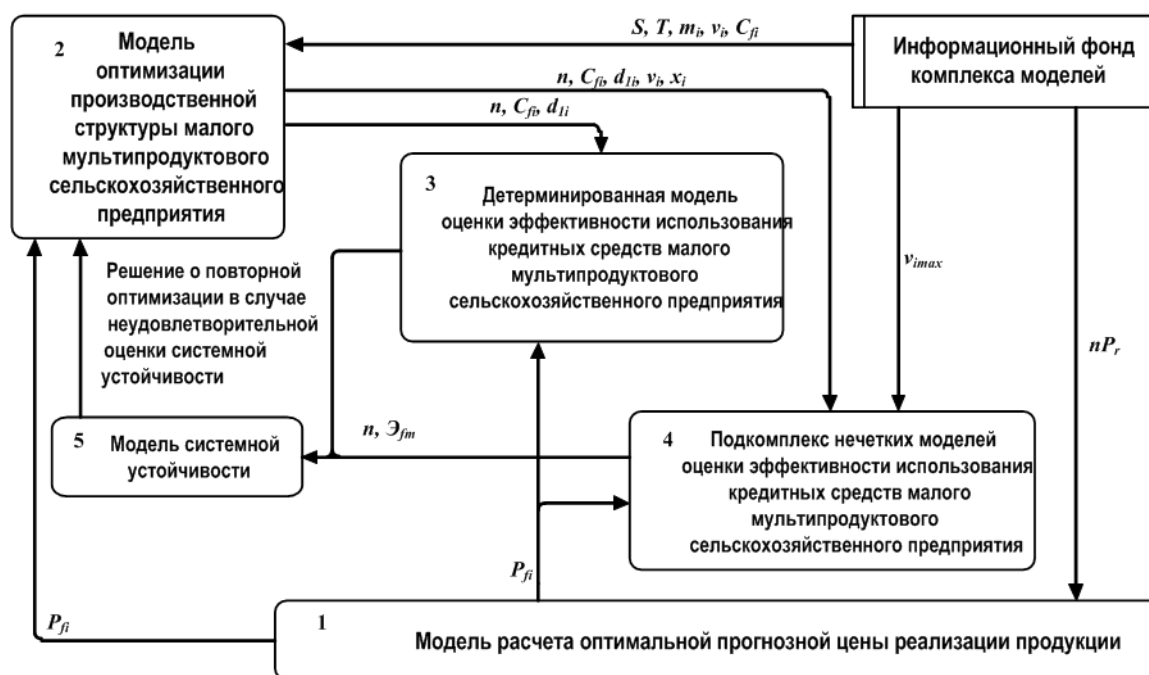 2 Модель
оптимизации
производственной
структуры малого
мультипродуктового
сельскохозяйственного
предприятия
S, T, mi, vi, Cfi
Информационный фонд
комплекса моделей
n, Cfi, d1i, vi, xi
n, Cfi, d1i
3
Детерминированная модель
оценки эффективности использования
кредитных средств малого
мультипродуктового
сельскохозяйственного предприятия
vimax
nPr
Решение о повторной
оптимизации в случае
неудовлетворительной
оценки системной
устойчивости
5 Модель системной
устойчивости
n, Эfm
4 Подкомплекс нечетких моделей
оценки эффективности использования
кредитных средств малого
мультипродуктового
сельскохозяйственного предприятия
Pfi
Pfi
1
Модель расчета оптимальной прогнозной цены реализации продукции